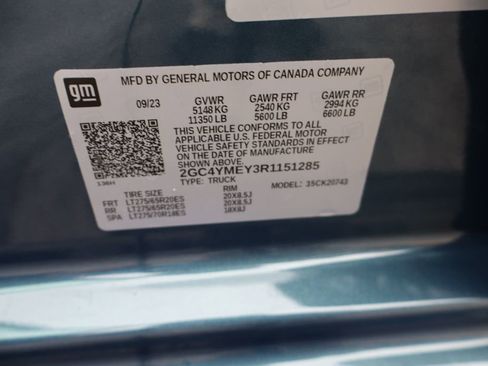 gm
MFD BY GENERAL MOTORS OF CANADA COMPANY
09/23 GVWR GAWR FRT GAWR RR
5148 KG 2540 KG 2994 KG
11350 LB 5600 LB 6600 LB
THIS VEHICLE CONFORMS TO ALL
APPLICABLE U.S. FEDERAL MOTOR
VEHICLE SAFETY STANDARDS IN
EFFECT ON THE DATE OF MANUFACTURE
SHOWN ABOVE.
2GC4YMEY3R1151285
TYPE: TRUCK MODEL: 35CK20743
TIRE SIZE RIM
FRT LT275/65R20ES 20X8.5J
RR LT275/65R20ES 20X8.5J
SPA LT275/70R18ES 18X8J